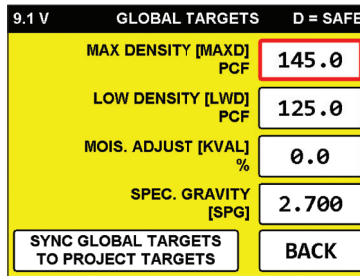 9.1 V GLOBAL TARGETS D = SAFE
MAX DENSITY [MAXD]
PCF
145.0
LOW DENSITY [LWD]
PCF
125.0
MOIS. ADJUST [KVAL]
%
0.0
SPEC. GRAVITY
[SPG]
2.700
SYNC GLOBAL TARGETS
TO PROJECT TARGETS
BACK